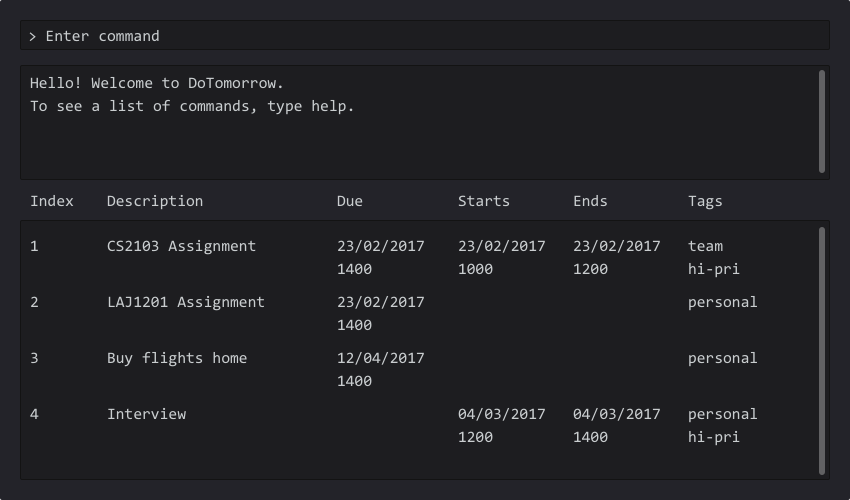 > Enter command
Hello! Welcome to DoTomorrow.
To see a list of commands, type help.
Index Description Due Starts Ends Tags
1 CS2103 Assignment 23/02/2017 23/02/2017 23/02/2017 team
1400 1000 1200 hi-pri
2 LAJ1201 Assignment 23/02/2017 personal
1400
3 Buy flights home 12/04/2017 personal
1400
4 Interview 04/03/2017 04/03/2017 personal
1200 1400 hi-pri